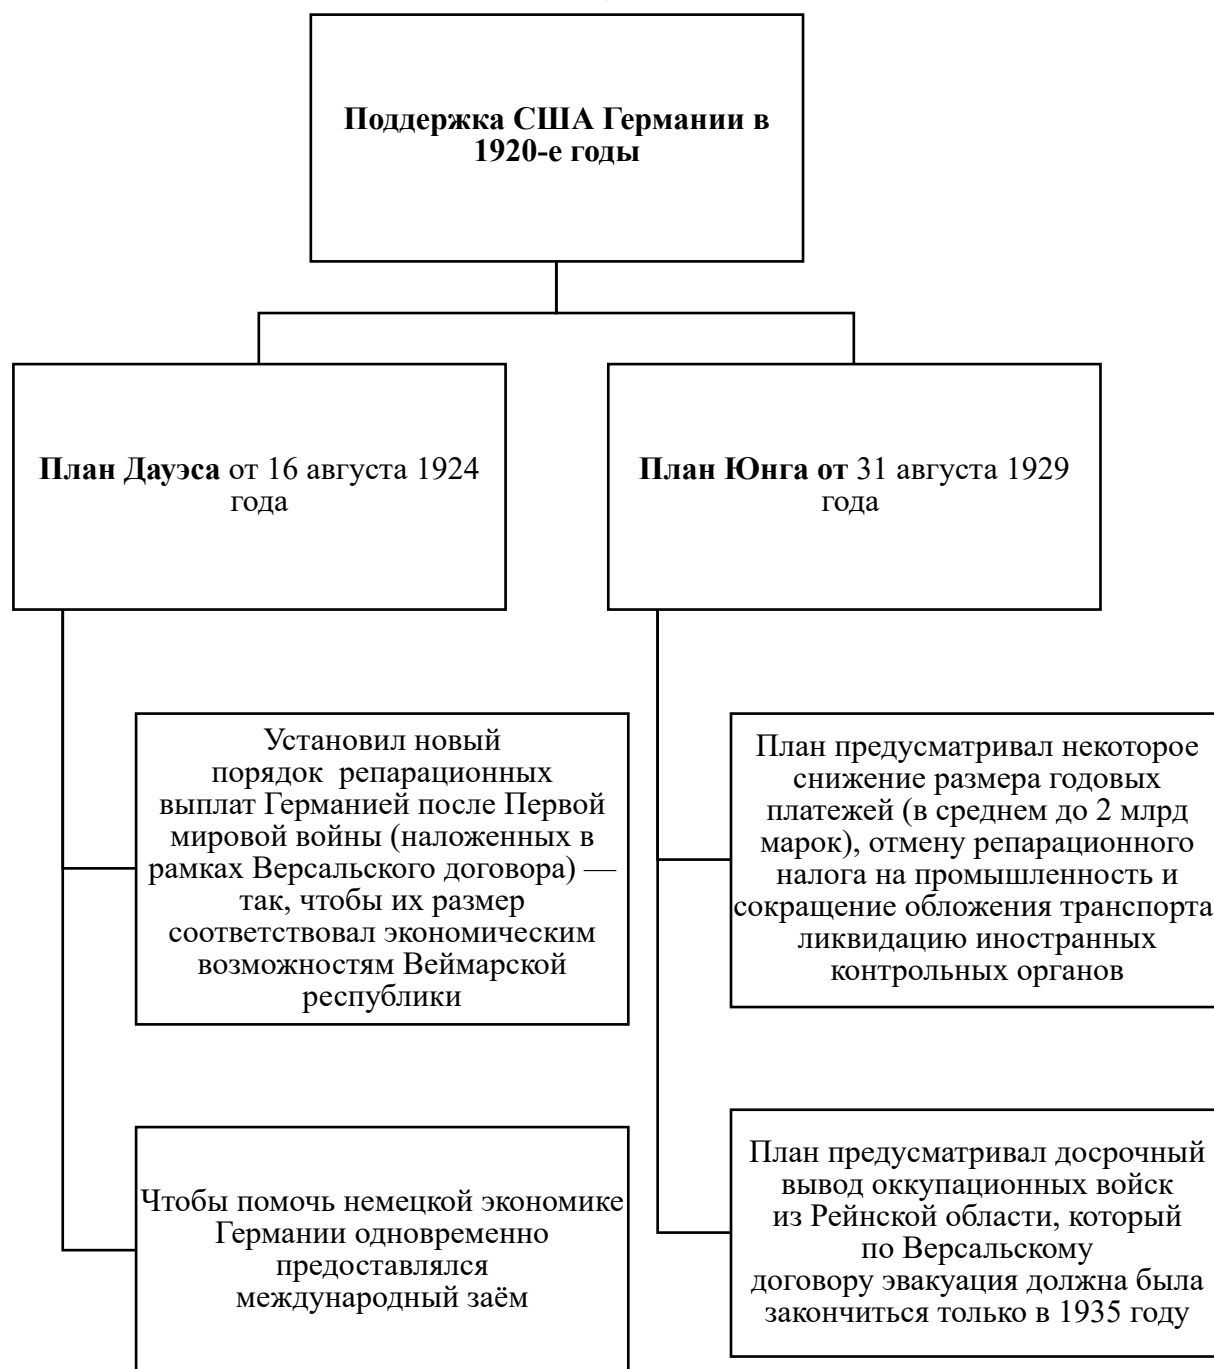 Поддержка США Германии в
1920-е годы
План Дауэса от 16 августа 1924
года
План Юнга от 31 августа 1929
года
Установил новый
порядок  репарационных
выплат Германией после Первой
мировой войны (наложенных в
рамках Версальского договора) —
так, чтобы их размер
соответствовал экономическим
возможностям Веймарской
республики
Чтобы помочь немецкой экономике
Германии одновременно
предоставлялся
международный заём
План предусматривал некоторое
снижение размера годовых
платежей (в среднем до 2 млрд
марок), отмену репарационного
налога на промышленность и
сокращение обложения транспорта
ликвидацию иностранных
контрольных органов
План предусматривал досрочный
вывод оккупационных войск
из Рейнской области, который
по Версальскому
договору эвакуация должна была
закончиться только в 1935 году